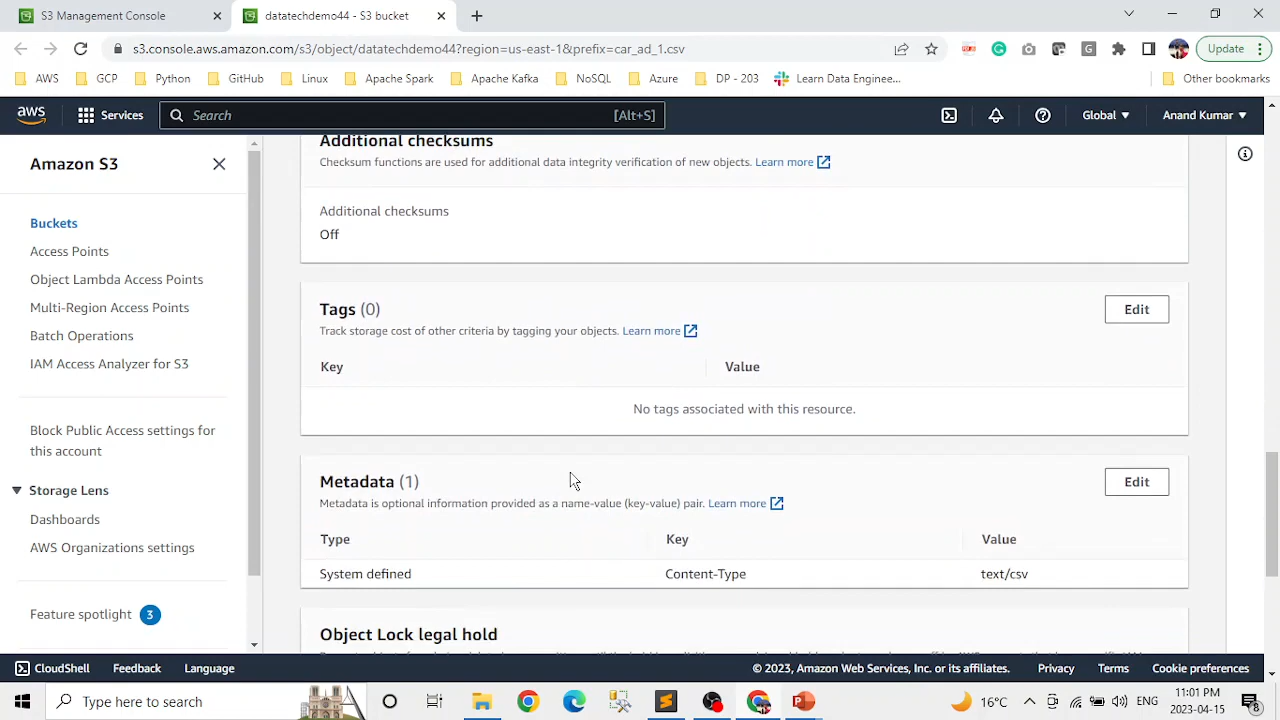 S3 Management Console
datatechdemo44 - S3 bucket
s3.console.aws.amazon.com/s3/object/datatechdemo44?region=us-east-1&prefix=car_ad_1.csv
Update
AWS
GCP
Python
GitHub
Linux
Apache Spark
Apache Kafka
NoSQL
Azure
DP - 203
Learn Data Enginee...
Other bookmarks
aws
Services
Search
[Alt+S]
Global
Anand Kumar
Amazon S3
Buckets
Access Points
Object Lambda Access Points
Multi-Region Access Points
Batch Operations
IAM Access Analyzer for S3
Block Public Access settings for
this account
Storage Lens
Dashboards
AWS Organizations settings
Feature spotlight 3
Additional checksums
Checksum functions are used for additional data integrity verification of new objects. Learn more
Additional checksums
Off
Tags (0)
Edit
Track storage cost of other criteria by tagging your objects. Learn more
Key
Value
No tags associated with this resource.
Metadata (1)
Edit
Metadata is optional information provided as a name-value (key-value) pair. Learn more
Type
Key
Value
System defined
Content-Type
text/csv
Object Lock legal hold
CloudShell
Feedback
Language
© 2023, Amazon Web Services, Inc. or its affiliates.
Privacy
Terms
Cookie preferences
Type here to search
16°C
ENG
11:01 PM
2023-04-15
8